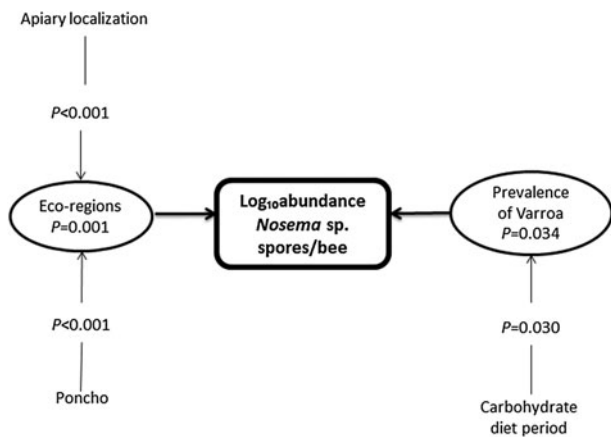 Apiary localization
P<0.001
Eco-regions
P=0.001
Log₁₀abundance
Nosema sp.
spores/bee
Prevalence
of Varroa
P=0.034
P<0.001
P=0.030
Poncho
Carbohydrate
diet period